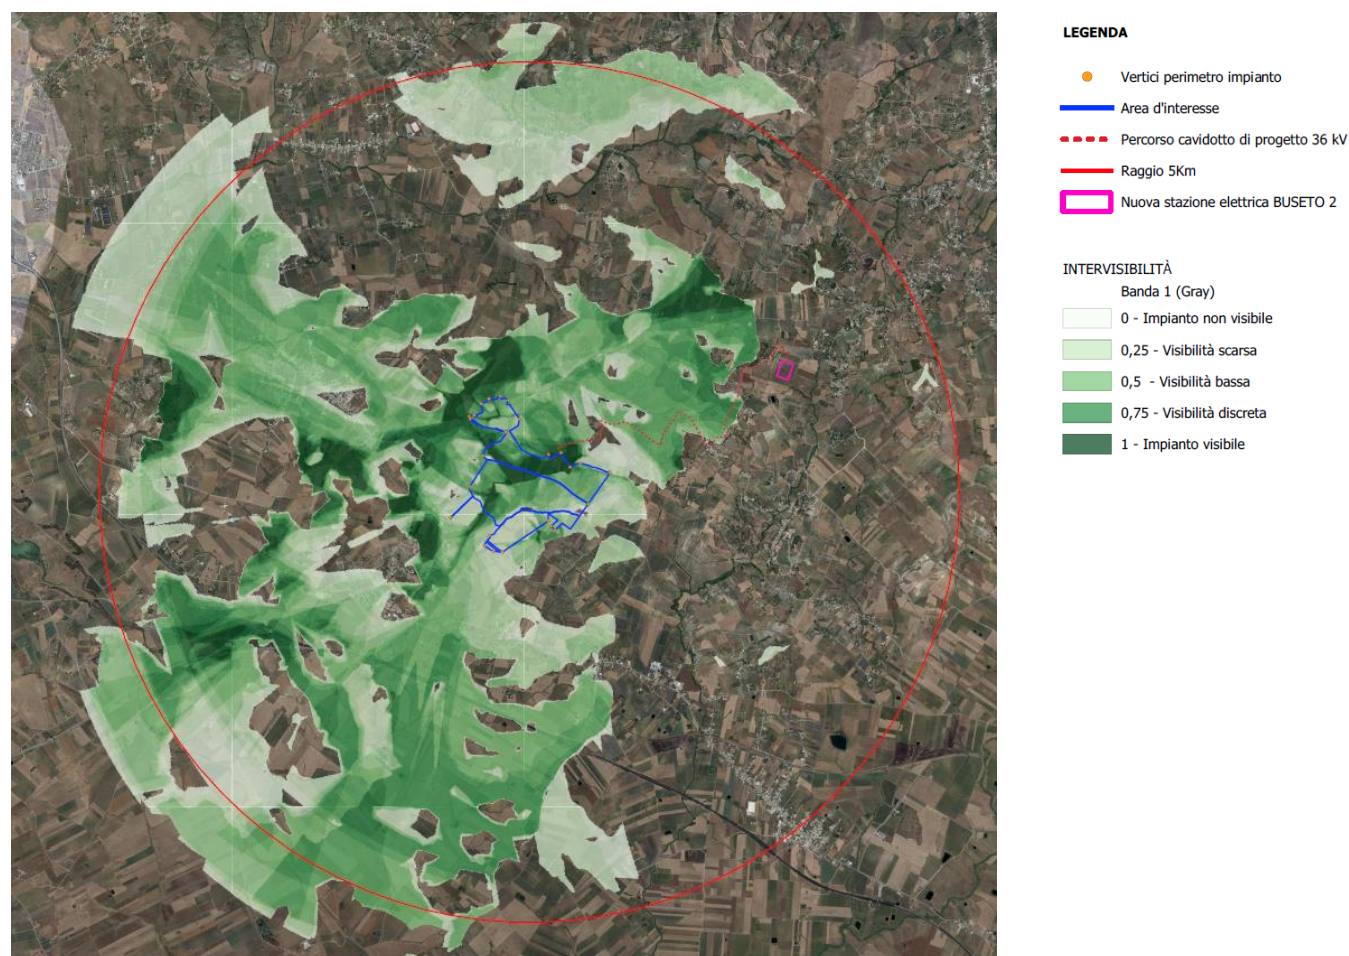 LEGENDA
Vertici perimetro impianto
Area d'interesse
Percorso cavidotto di progetto 36 kV
Raggio 5Km
Nuova stazione elettrica BUSETO 2
INTERVISIBILITÀ
Banda 1 (Gray)
0 - Impianto non visibile
0,25 - Visibilità scarsa
0,5 - Visibilità bassa
0,75 - Visibilità discreta
1 - Impianto visibile